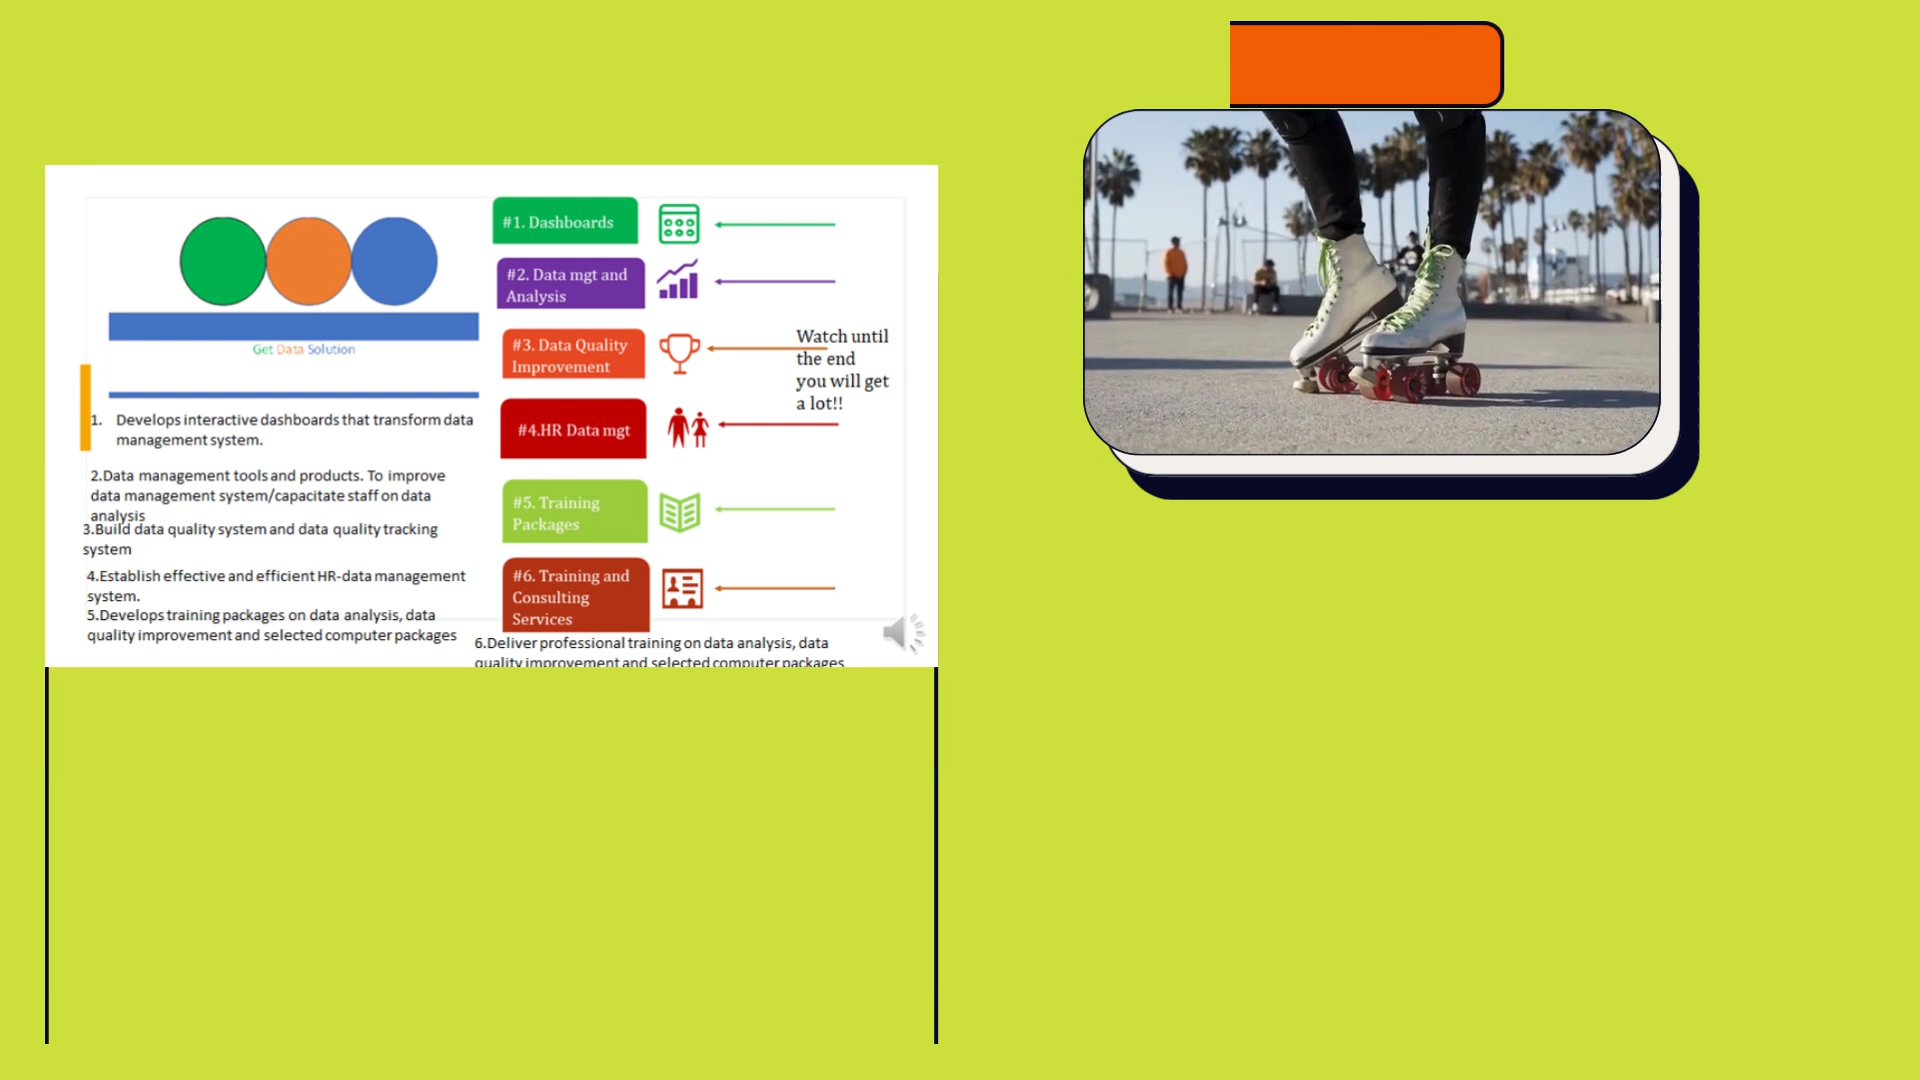 Get Data Solution
1. Develops interactive dashboards that transform data
management system.
2.Data management tools and products. To improve
data management system/capacitate staff on data
analysis
3.Build data quality system and data quality tracking
system
4.Establish effective and efficient HR-data management
system.
5.Develops training packages on data analysis, data
quality improvement and selected computer packages
#1. Dashboards
#2. Data mgt and
Analysis
#3. Data Quality
Improvement
#4.HR Data mgt
#5. Training
Packages
#6. Training and
Consulting
Services
Watch until
the end
you will get
a lot!!
6.Deliver professional training on data analysis, data
quality improvement and selected computer packages